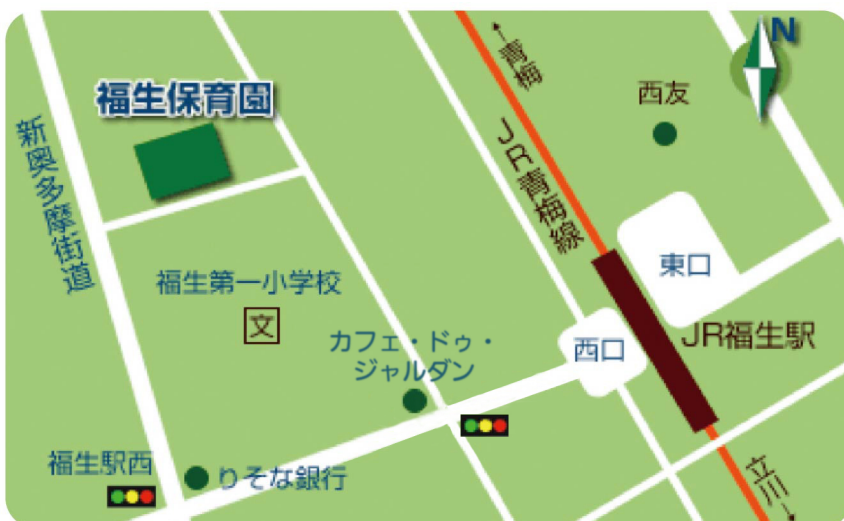 N
←青梅
西友
福生保育園
新奥多摩街道
JR青梅線
東口
福生第一小学校
文
JR福生駅
カフェ・ドゥ・
ジャルダン
西口
福生駅西
りそな銀行
立川→